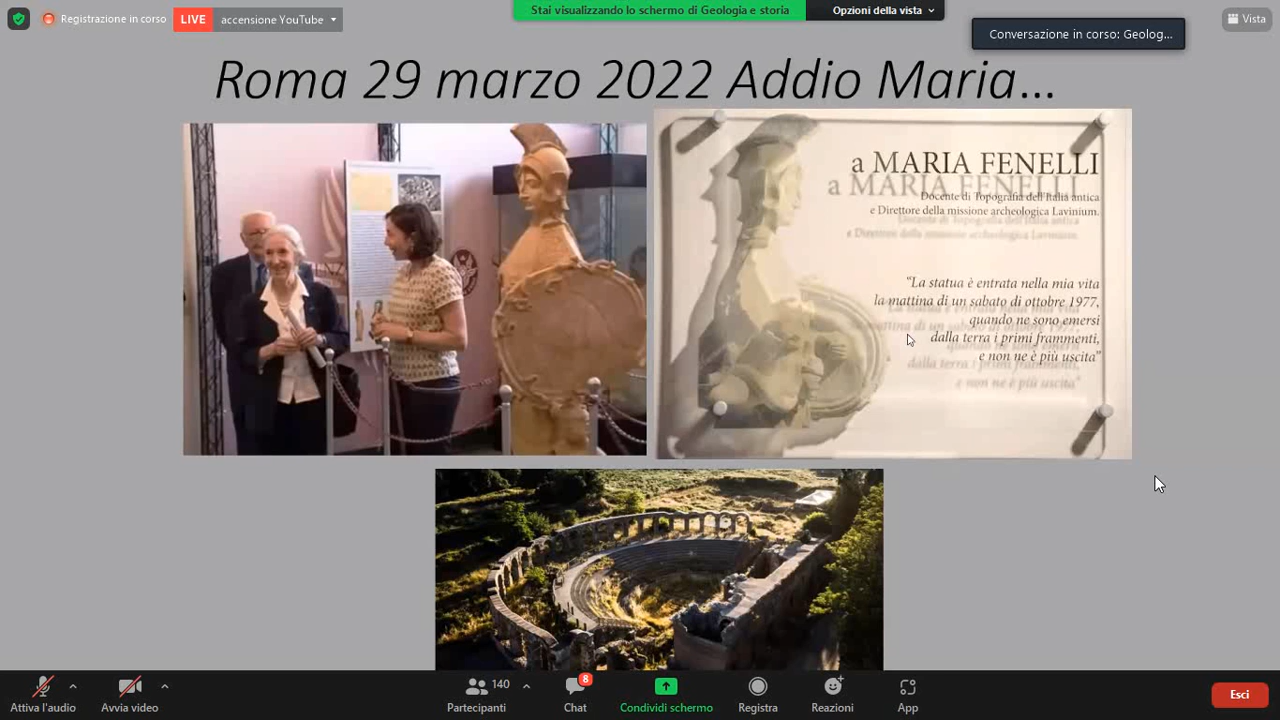 Registrazione in corso
LIVE
accensione YouTube
Stai visualizzando lo schermo di Geologia e storia
Opzioni della vista
Conversazione in corso: Geolog...
Vista
Roma 29 marzo 2022 Addio Maria...
a MARIA FENELLI
Docente di Topografia dell'Italia antica
e Direttore della missione archeologica Lavinium.
"La statua è entrata nella mia vita
la mattina di un sabato di ottobre 1977,
quando ne sono emersi
dalla terra i primi frammenti,
e non ne è più uscita"
Attiva l'audio
Avvia video
140
Partecipanti
8
Chat
Condividi schermo
Registra
Reazioni
App
Esci